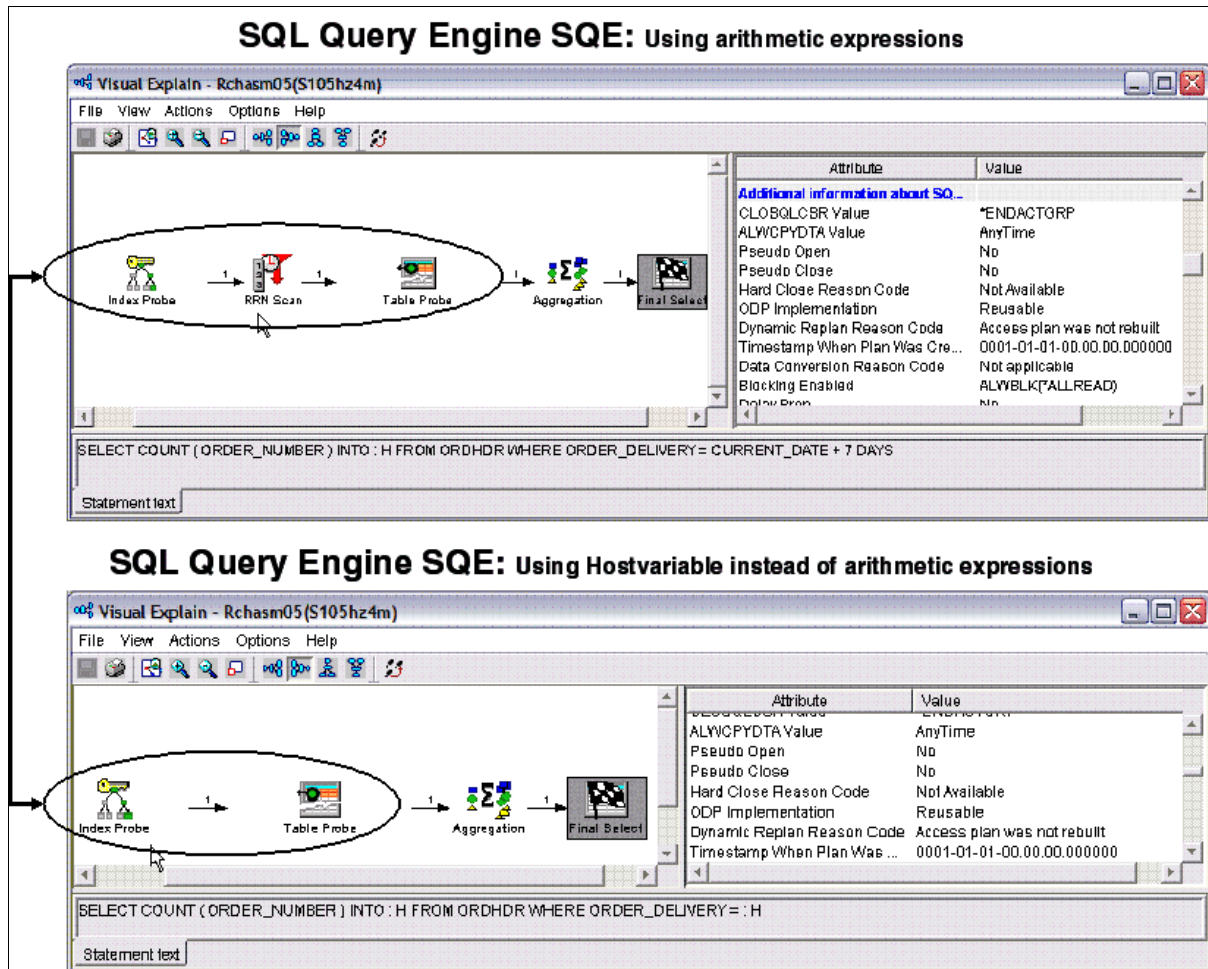 SQL Query Engine SQE: Using arithmetic expressions
Visual Explain - Rchasm05(S105hz4m)
File View Actions Options Help
Attribute Value
Additional information about SQ...
CLOSQLCSR Value *ENDACTGRP
ALWCPYDTA Value AnyTime
Pseudo Open No
Pseudo Close No
Hard Close Reason Code Not Available
ODP Implementation Reusable
Dynamic Replan Reason Code Access plan was not rebuilt
Timestamp When Plan Was Cre... 0001-01-01-00.00.00.000000
Data Conversion Reason Code Not applicable
Blocking Enabled ALWBLK(*ALLREAD)
Delay Prep No
1 1 1 1
Index Probe RRN Scan Table Probe Aggregation Final Select
SELECT COUNT ( ORDER_NUMBER ) INTO : H FROM ORDHDR WHERE ORDER_DELIVERY = CURRENT_DATE + 7 DAYS
Statement text
SQL Query Engine SQE: Using Hostvariable instead of arithmetic expressions
Visual Explain - Rchasm05(S105hz4m)
File View Actions Options Help
Attribute Value
ALWCPYDTA Value AnyTime
Pseudo Open No
Pseudo Close No
Hard Close Reason Code Not Available
ODP Implementation Reusable
Dynamic Replan Reason Code Access plan was not rebuilt
Timestamp When Plan Was ... 0001-01-01-00.00.00.000000
1 1 1
Index Probe Table Probe Aggregation Final Select
SELECT COUNT ( ORDER_NUMBER ) INTO : H FROM ORDHDR WHERE ORDER_DELIVERY = : H
Statement text